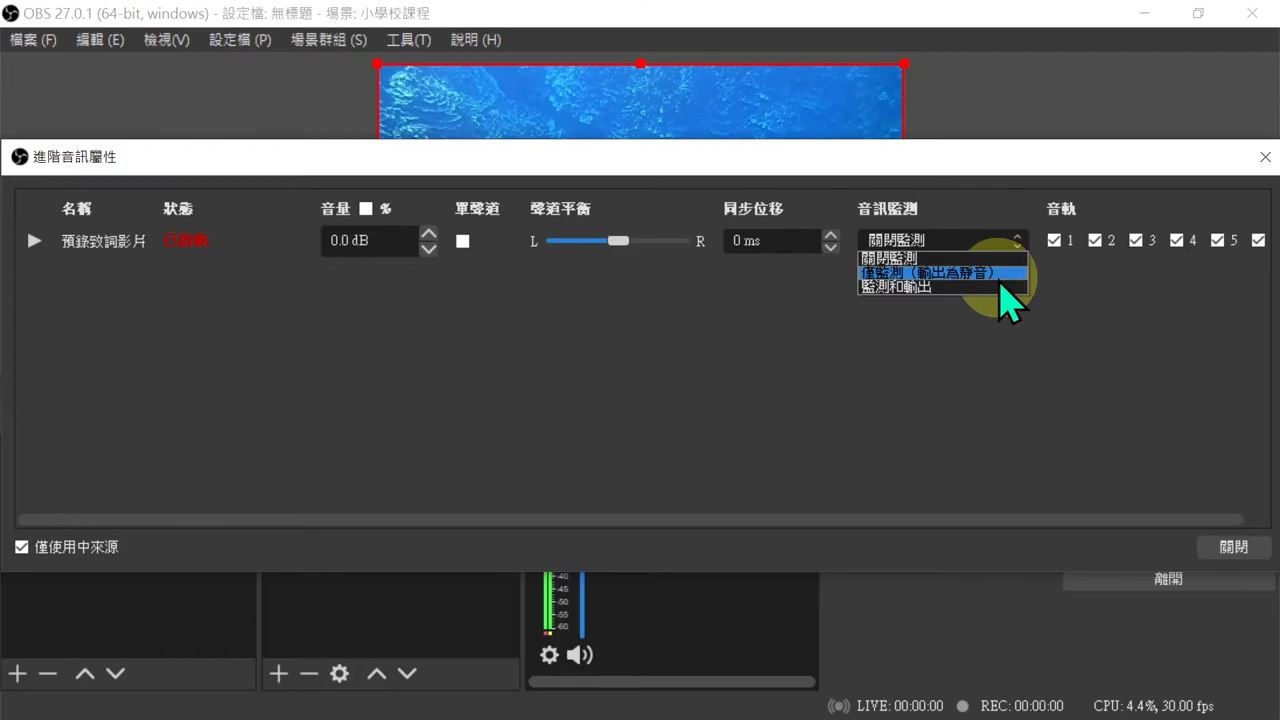 OBS 27.0.1 (64-bit, windows) - 設定檔: 無標題 - 場景: 小學校課程
檔案 (F) 編輯 (E) 檢視(V) 設定檔 (P) 場景群組 (S) 工具(T) 說明 (H)
進階音訊屬性
名稱 狀態 音量 % 單聲道 聲道平衡 同步位移 音訊監測 音軌
預錄致詞影片 已啟動 0.0 dB L R 0 ms 關閉監測 1 2 3 4 5
關閉監測
僅監測（輸出為靜音）
監測和輸出
僅使用中來源 關閉
離開
-40
-45
-50
-55
-60
LIVE: 00:00:00 REC: 00:00:00 CPU: 4.4%, 30.00 fps